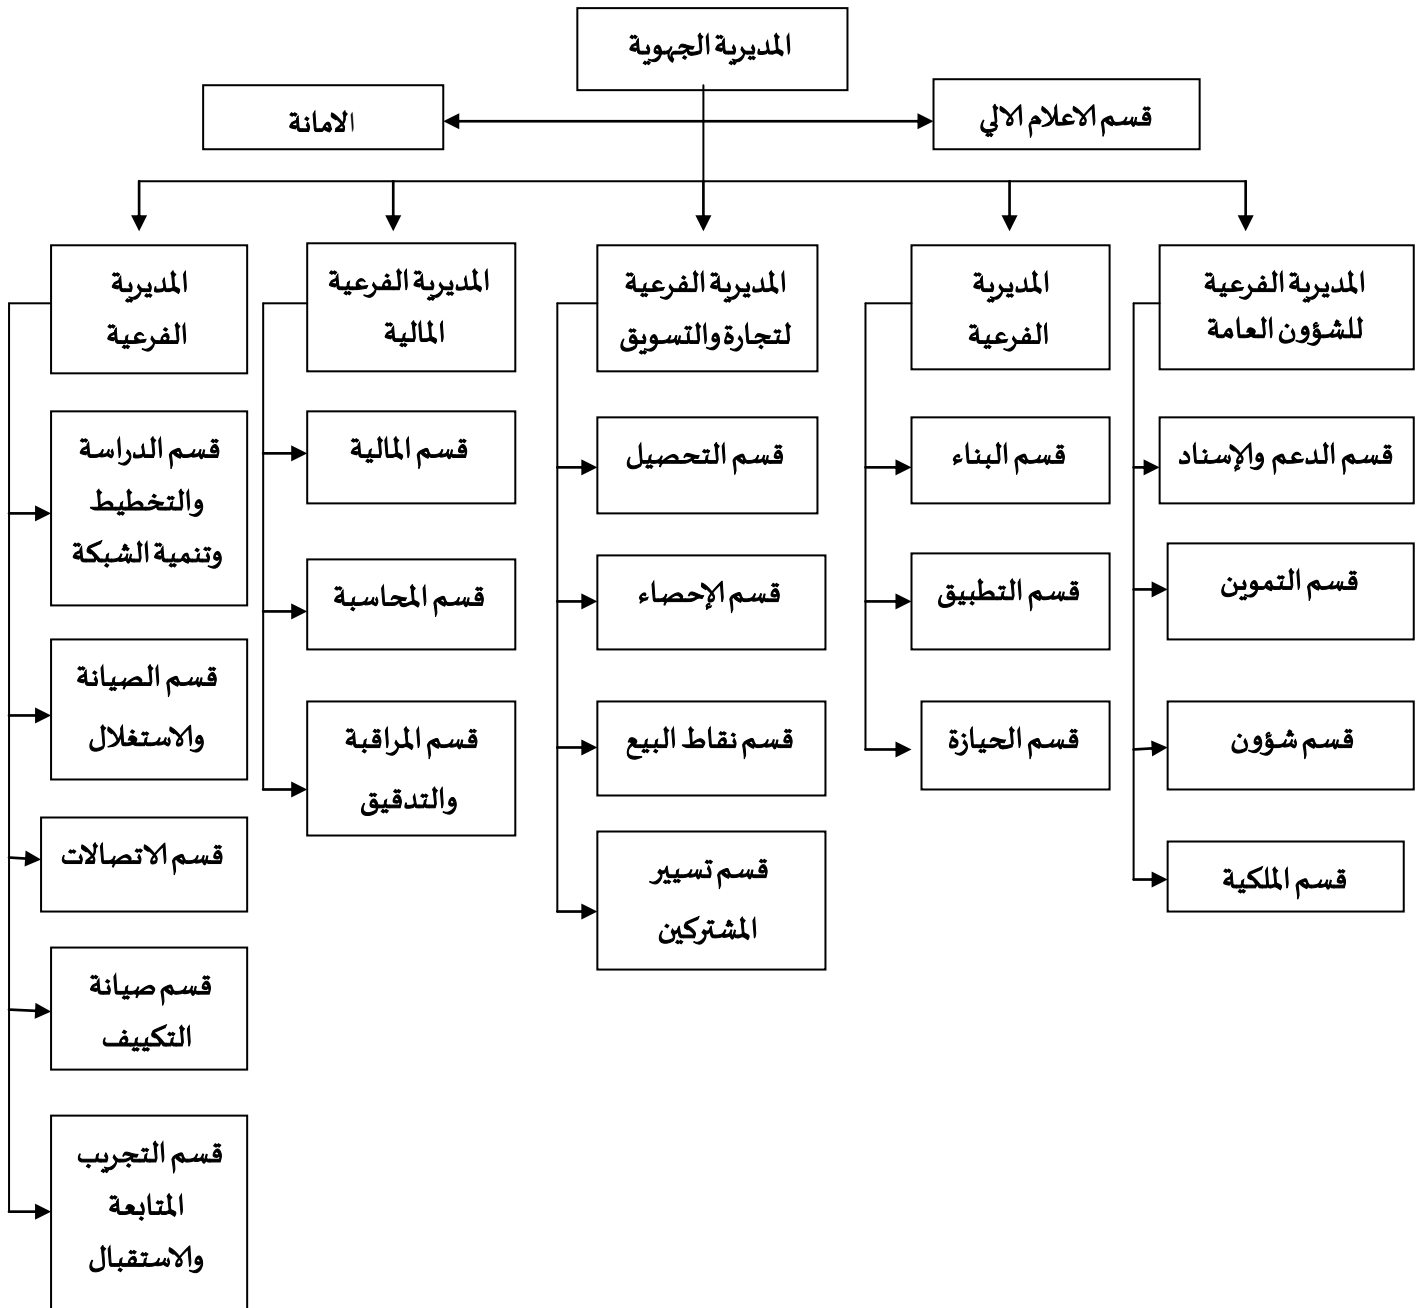 المديرية الجهوية
قسم الاعلام الالي
الامانة
المديرية الفرعية
للشؤون العامة
قسم الدعم والإسناد
قسم التموين
قسم شؤون
قسم الملكية
المديرية
الفرعية
قسم البناء
قسم التطبيق
قسم الحيازة
المديرية الفرعية
لتجارة والتسويق
قسم التحصيل
قسم الإحصاء
قسم نقاط البيع
قسم تسيير
المشتركين
المديرية الفرعية
المالية
قسم المالية
قسم المحاسبة
قسم المراقبة
والتدقيق
المديرية
الفرعية
قسم الدراسة
والتخطيط
وتنمية الشبكة
قسم الصيانة
والاستغلال
قسم الاتصالات
قسم صيانة
التكييف
قسم التجريب
المتابعة
والاستقبال